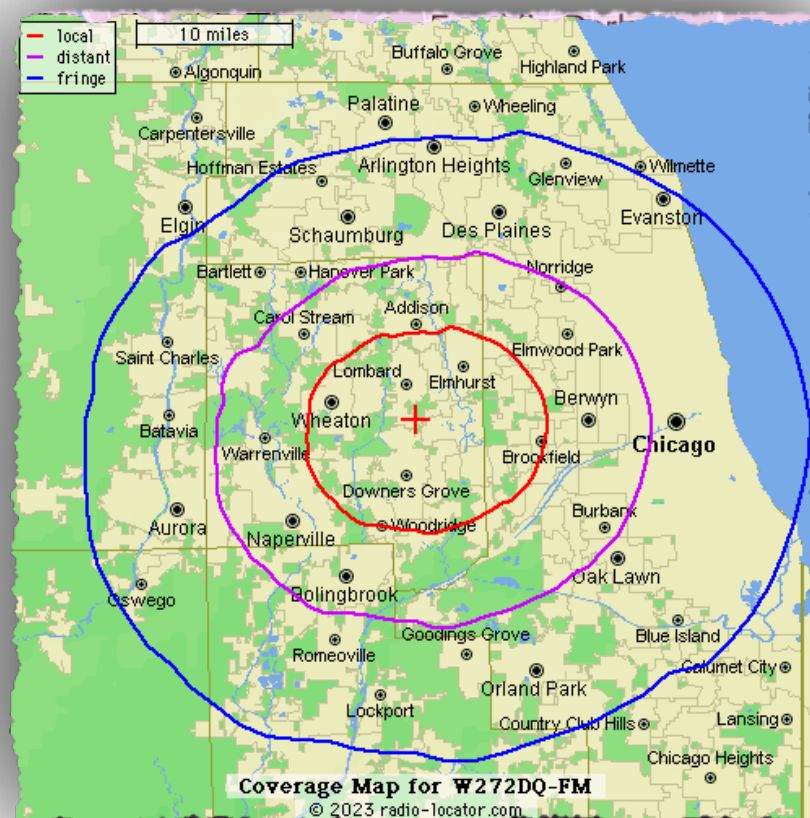 10 miles
local
distant
fringe
Buffalo Grove
Highland Park
Algonquin
Palatine
Wheeling
Carpentersville
Arlington Heights
Hoffman Estates
Glenview
Wilmette
Elgin
Schaumburg
Des Plaines
Evanston
Bartlett
Hanover Park
Norridge
Carol Stream
Addison
Saint Charles
Elmwood Park
Lombard
Elmhurst
Wheaton
Berwyn
Batavia
Warrenville
Brookfield
Chicago
Downers Grove
Aurora
Naperville
Woodridge
Burbank
Bolingbrook
Oak Lawn
Oswego
Romeoville
Goodings Grove
Blue Island
Orland Park
Calumet City
Lockport
Country Club Hills
Lansing
Chicago Heights
Coverage Map for W272DQ-FM
© 2023 radio-locator.com